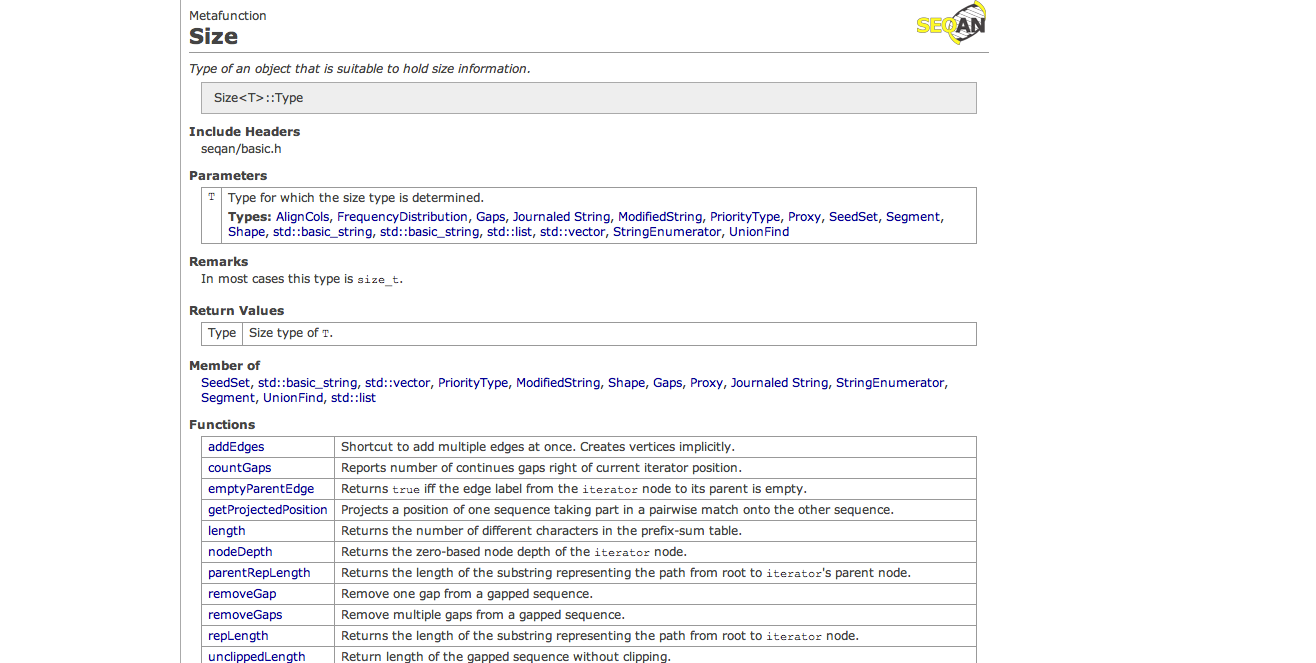 Metafunction
Size
SEQAN
Type of an object that is suitable to hold size information.
Size<T>::Type
Include Headers
seqan/basic.h
Parameters
T Type for which the size type is determined.
Types: AlignCols, FrequencyDistribution, Gaps, Journaled String, ModifiedString, PriorityType, Proxy, SeedSet, Segment,
Shape, std::basic_string, std::basic_string, std::list, std::vector, StringEnumerator, UnionFind
Remarks
In most cases this type is size_t.
Return Values
Type Size type of T.
Member of
SeedSet, std::basic_string, std::vector, PriorityType, ModifiedString, Shape, Gaps, Proxy, Journaled String, StringEnumerator,
Segment, UnionFind, std::list
Functions
addEdges Shortcut to add multiple edges at once. Creates vertices implicitly.
countGaps Reports number of continues gaps right of current iterator position.
emptyParentEdge Returns true iff the edge label from the iterator node to its parent is empty.
getProjectedPosition Projects a position of one sequence taking part in a pairwise match onto the other sequence.
length Returns the number of different characters in the prefix-sum table.
nodeDepth Returns the zero-based node depth of the iterator node.
parentRepLength Returns the length of the substring representing the path from root to iterator's parent node.
removeGap Remove one gap from a gapped sequence.
removeGaps Remove multiple gaps from a gapped sequence.
repLength Returns the length of the substring representing the path from root to iterator node.
unclippedLength Return length of the gapped sequence without clipping.